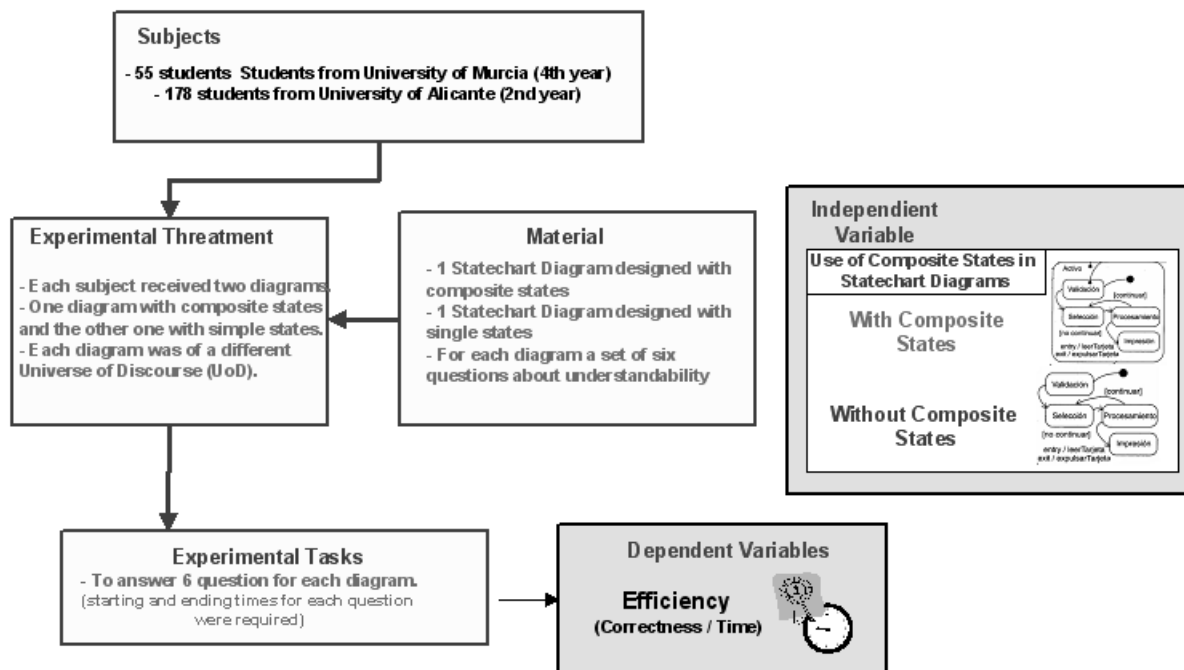 Subjects
- 55 students Students from University of Murcia (4th year)
- 178 students from University of Alicante (2nd year)
Experimental Threatment
- Each subject received two diagrams.
- One diagram with composite states
and the other one with simple states.
- Each diagram was of a different
Universe of Discourse (UoD).
Material
- 1 Statechart Diagram designed with
composite states
- 1 Statechart Diagram designed with
single states
- For each diagram a set of six
questions about understandability
Independient
Variable
Use of Composite States in
Statechart Diagrams
With Composite
States
Activo
Validación
[continuar]
Selección
Procesamiento
[no continuar]
Impresión
entry / leerTarjeta
exit / expulsarTarjeta
Without Composite
States
Validación
[continuar]
Selección
Procesamiento
[no continuar]
Impresión
entry / leerTarjeta
exit / expulsarTarjeta
Experimental Tasks
- To answer 6 question for each diagram.
(starting and ending times for each question
were required)
Dependent Variables
Efficiency
(Correctness / Time)
1